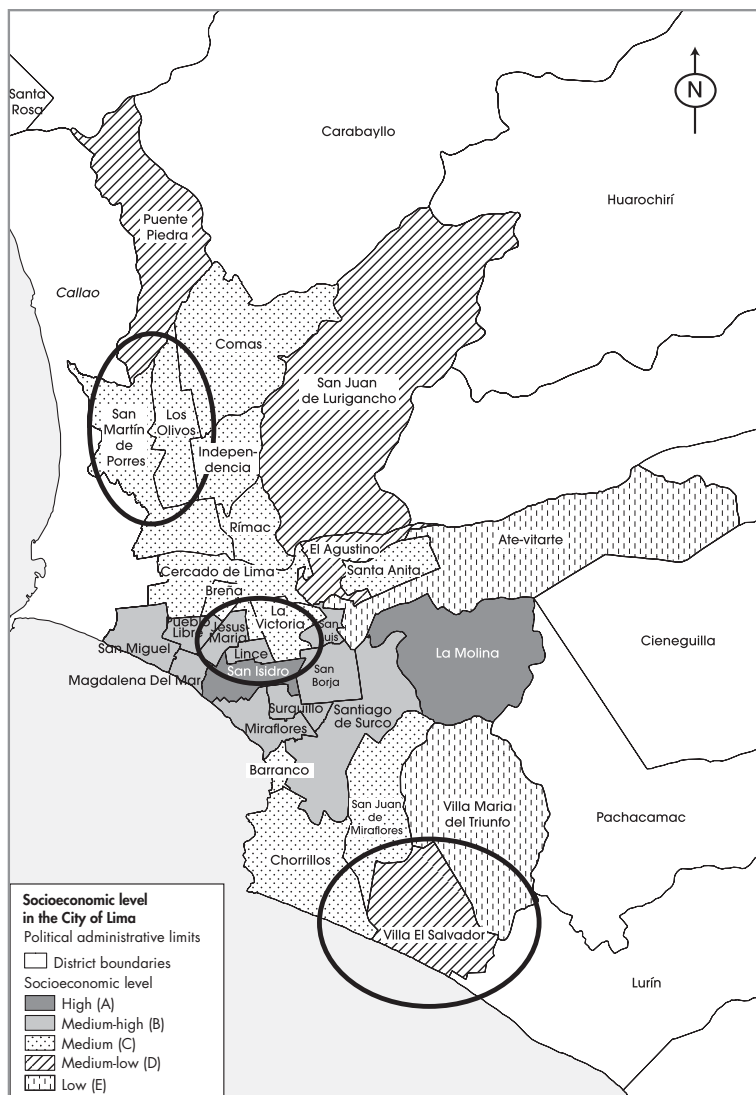 Santa
Rosa
Carabayllo
N
Huarochirí
Puente
Piedra
Callao
Comas
San Juan
de Lurigancho
San
Martín
de
Porres
Los
Olivos
Indepen-
dencia
Rímac
El Agustino
Ate-vitarte
Santa Anita
Cercado de Lima
Breña
La
Victoria
Pueblo
Libre
Jesus
Maria
San
Luis
San Miguel
Lince
La Molina
Cieneguilla
San Isidro
San
Borja
Magdalena Del Mar
Surquillo
Santiago
de Surco
Miraflores
Barranco
San Juan
de
Miraflores
Villa Maria
del Triunfo
Pachacamac
Chorrillos
Villa El Salvador
Lurín
Socioeconomic level
in the City of Lima
Political administrative limits
District boundaries
Socioeconomic level
High (A)
Medium-high (B)
Medium (C)
Medium-low (D)
Low (E)